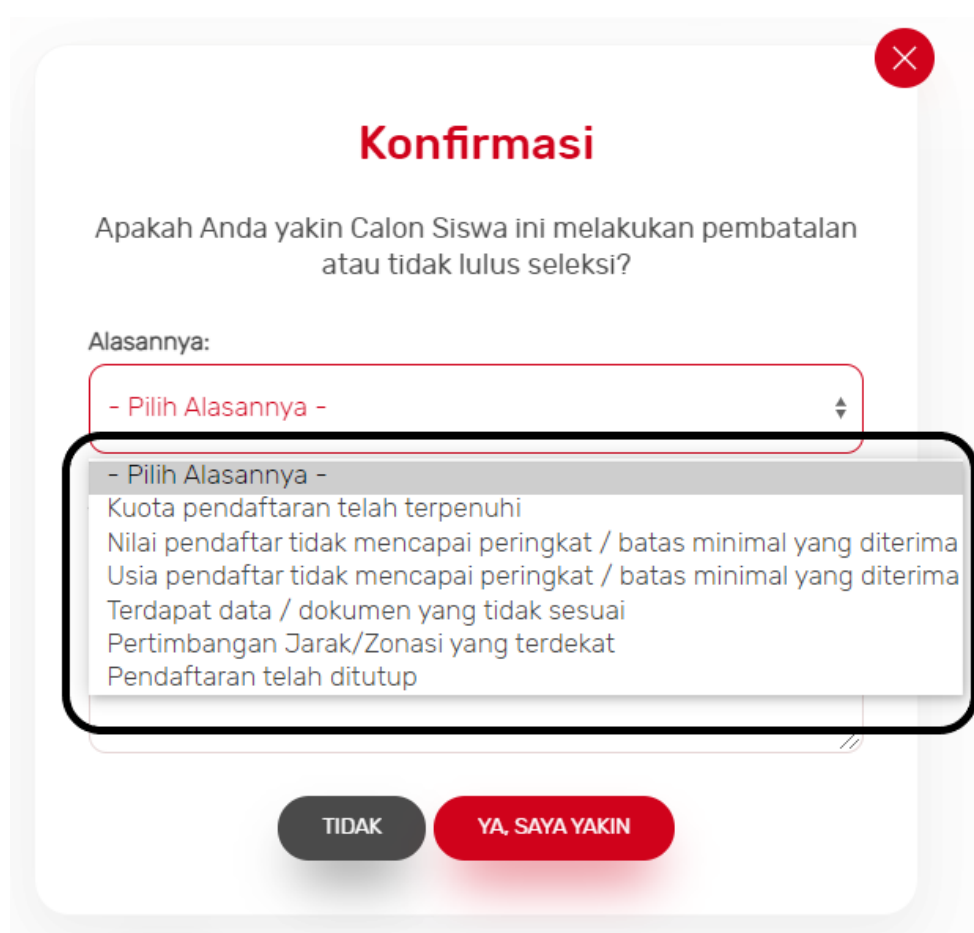 Konfirmasi
Apakah Anda yakin Calon Siswa ini melakukan pembatalan
atau tidak lulus seleksi?
Alasannya:
- Pilih Alasannya -
- Pilih Alasannya -
Kuota pendaftaran telah terpenuhi
Nilai pendaftar tidak mencapai peringkat / batas minimal yang diterima
Usia pendaftar tidak mencapai peringkat / batas minimal yang diterima
Terdapat data / dokumen yang tidak sesuai
Pertimbangan Jarak/Zonasi yang terdekat
Pendaftaran telah ditutup
TIDAK
YA, SAYA YAKIN